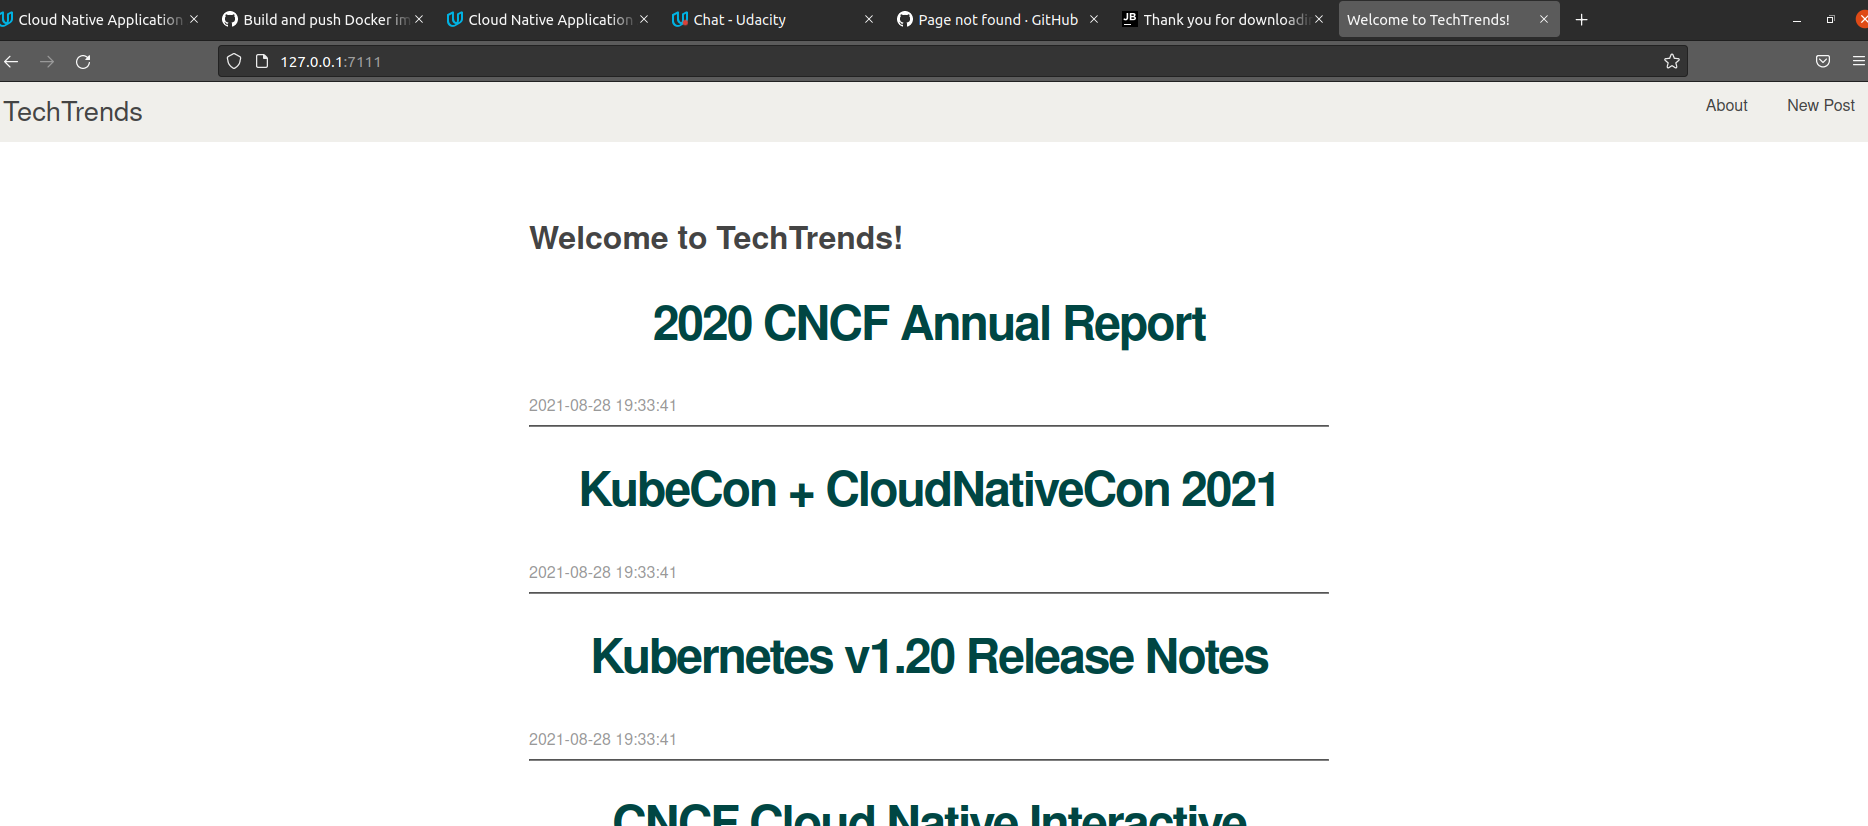 Cloud Native Application
Build and push Docker im
Cloud Native Application
Chat - Udacity
Page not found · GitHub
JB
Thank you for downloadi
Welcome to TechTrends!
127.0.0.1:7111
TechTrends
About
New Post
Welcome to TechTrends!
2020 CNCF Annual Report
2021-08-28 19:33:41
KubeCon + CloudNativeCon 2021
2021-08-28 19:33:41
Kubernetes v1.20 Release Notes
2021-08-28 19:33:41
CNCF Cloud Native Interactive